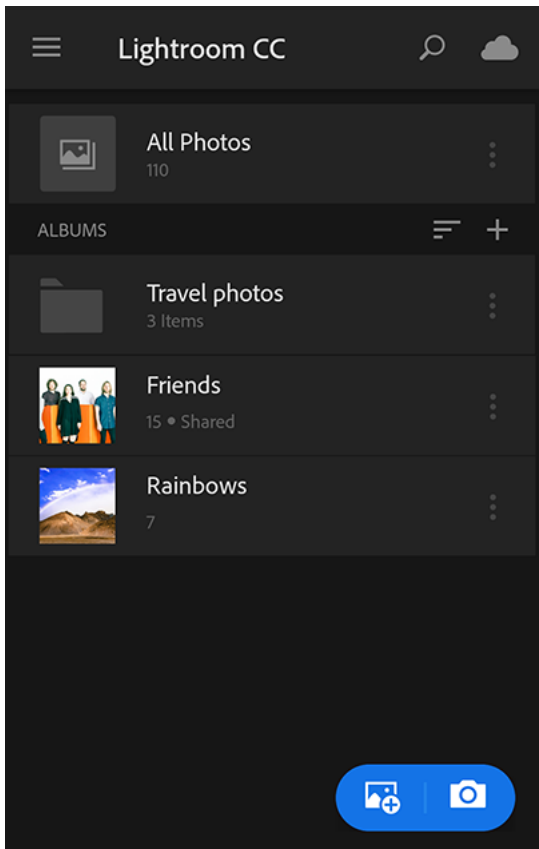 Lightroom CC
All Photos
110
ALBUMS
Travel photos
3 Items
Friends
15 • Shared
Rainbows
7